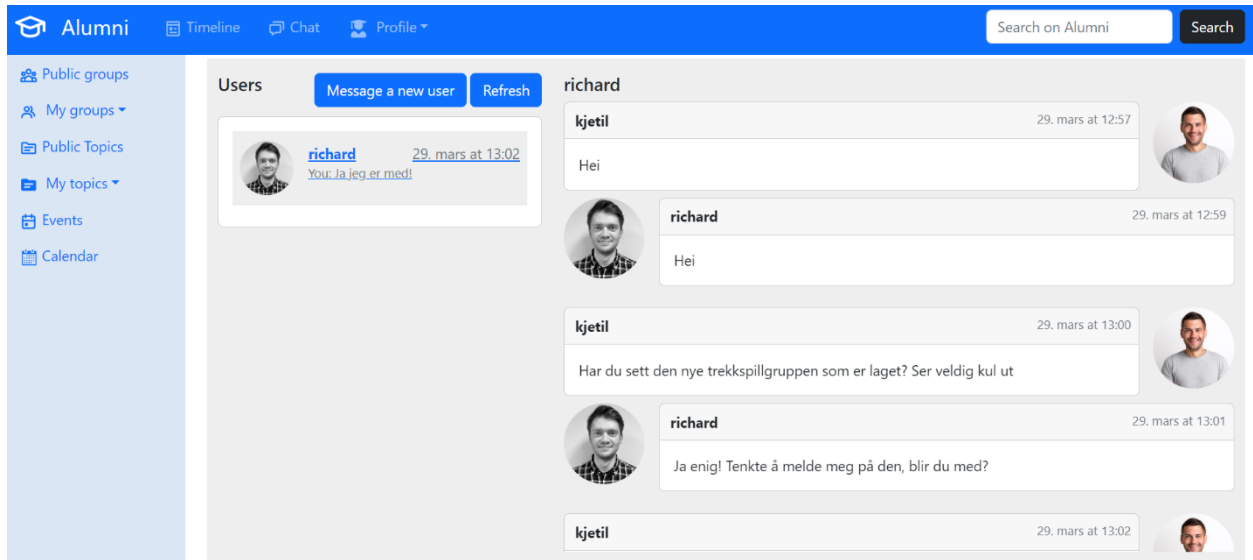 Alumni
Timeline
Chat
Profile
Search on Alumni
Search
Public groups
My groups
Public Topics
My topics
Events
Calendar
Users
Message a new user
Refresh
richard 29. mars at 13:02
You: Ja jeg er med!
richard
kjetil 29. mars at 12:57
Hei
richard 29. mars at 12:59
Hei
kjetil 29. mars at 13:00
Har du sett den nye trekkspillgruppen som er laget? Ser veldig kul ut
richard 29. mars at 13:01
Ja enig! Tenkte å melde meg på den, blir du med?
kjetil 29. mars at 13:02